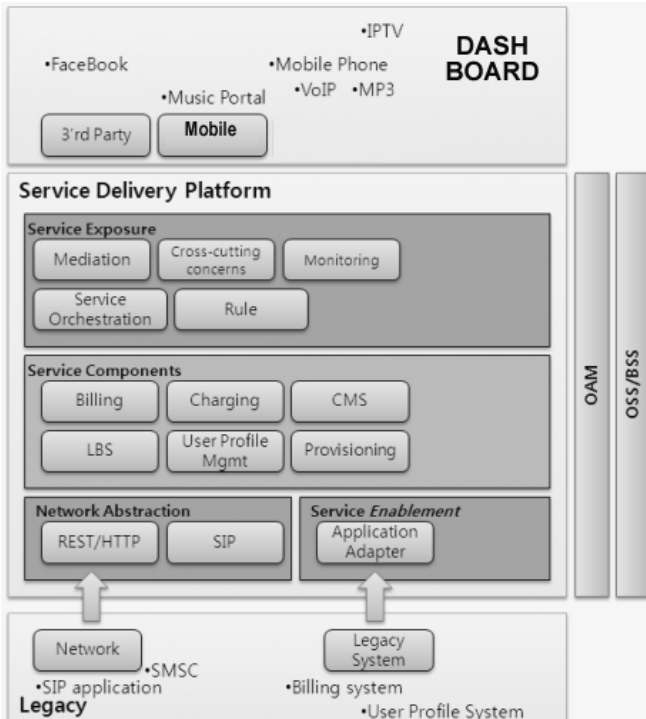 •IPTV
DASH
BOARD
•FaceBook
•Mobile Phone
•VoIP •MP3
•Music Portal
3'rd Party
Mobile
Service Delivery Platform
Service Exposure
Mediation
Cross-cutting
concerns
Monitoring
Service
Orchestration
Rule
Service Components
Billing
Charging
CMS
LBS
User Profile
Mgmt
Provisioning
Network Abstraction
REST/HTTP
SIP
Service Enablement
Application
Adapter
OAM
OSS/BSS
Network
•SMSC
•SIP application
Legacy
System
•Billing system
•User Profile System
Legacy